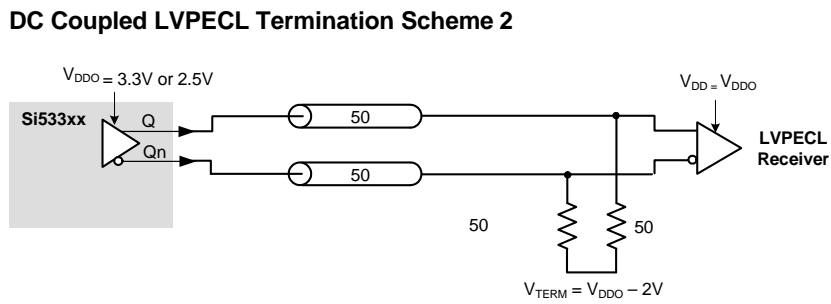 DC Coupled LVPECL Termination Scheme 2
VDDO = 3.3V or 2.5V
VDD = VDDO
Si533xx
Q
50
Qn
50
LVPECL
Receiver
50
50
VTERM = VDDO – 2V